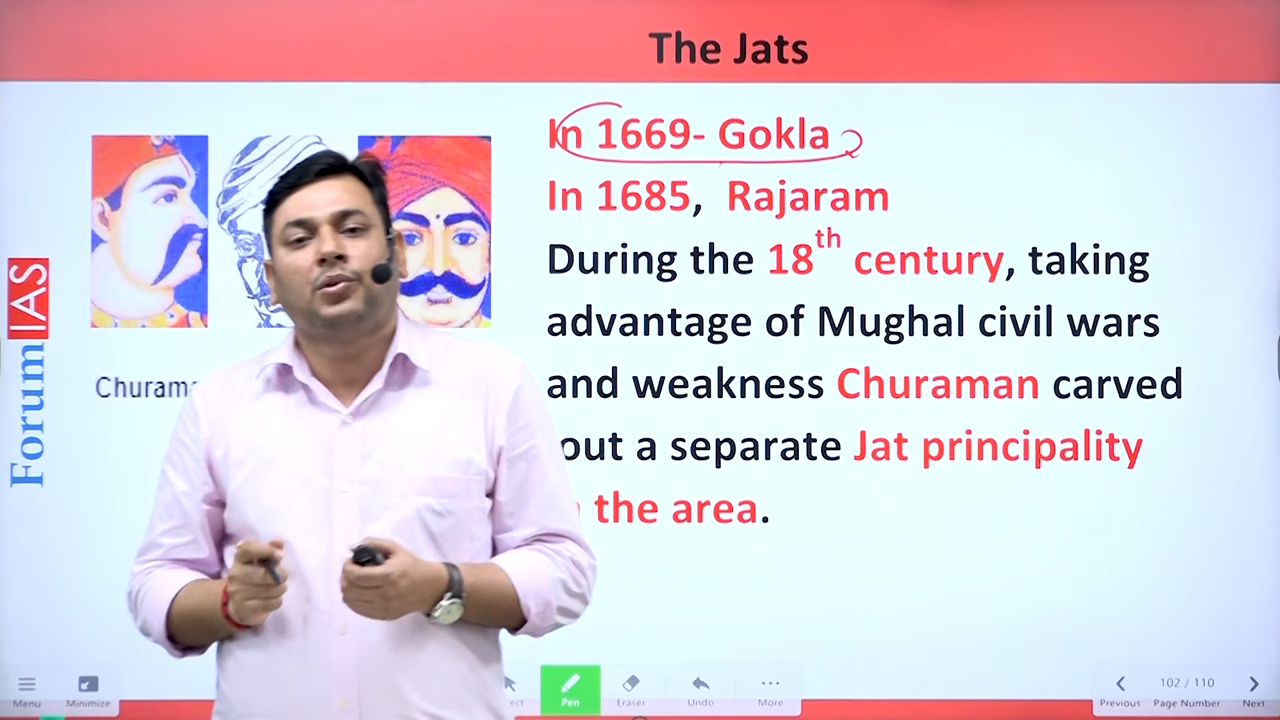 The Jats
In 1669- Gokla
In 1685, Rajaram
During the 18th century, taking
advantage of Mughal civil wars
and weakness Churaman carved
out a separate Jat principality
the area.
ForumIAS
Menu
Minimize
Pen
Eraser
Undo
More
102 / 110
Previous
Page Number
Next